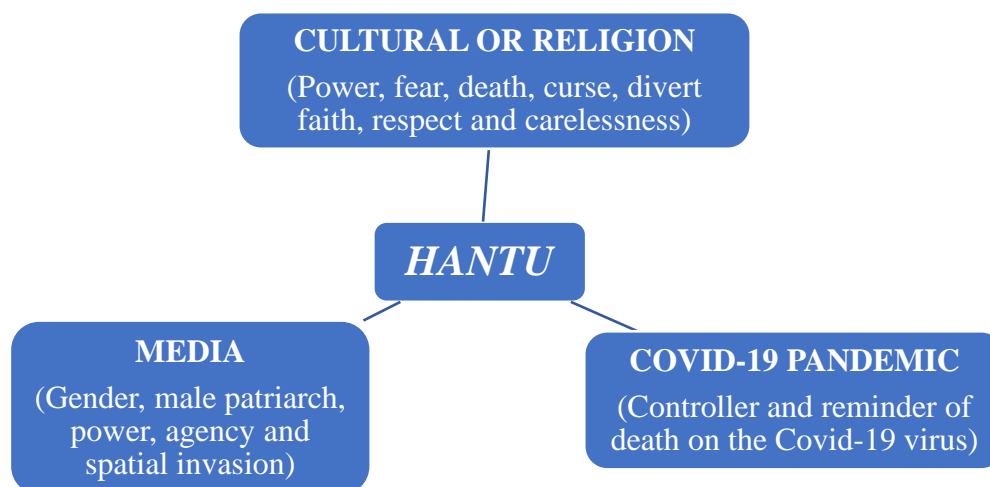 CULTURAL OR RELIGION
(Power, fear, death, curse, divert
faith, respect and carelessness)
HANTU
MEDIA
(Gender, male patriarch,
power, agency and
spatial invasion)
COVID-19 PANDEMIC
(Controller and reminder of
death on the Covid-19 virus)